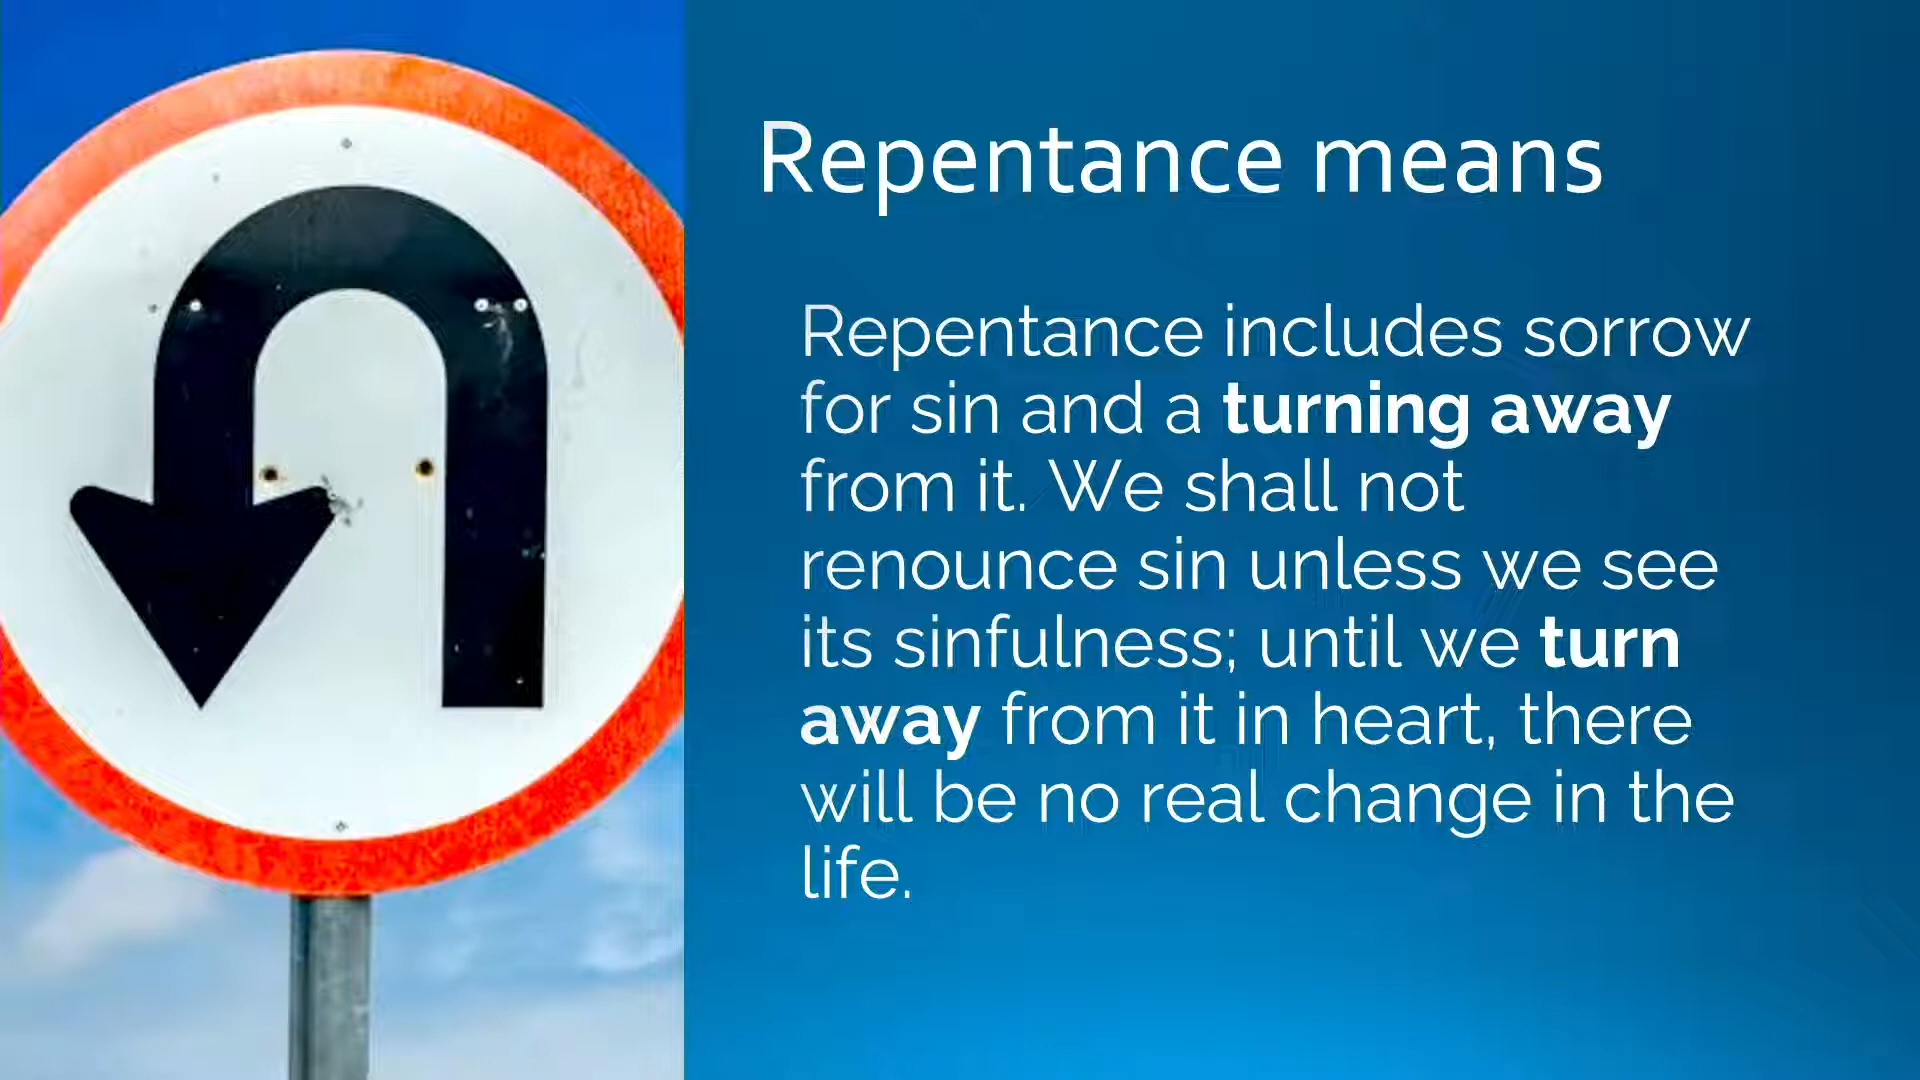 Repentance means
Repentance includes sorrow
for sin and a turning away
from it. We shall not
renounce sin unless we see
its sinfulness; until we turn
away from it in heart, there
will be no real change in the
life.